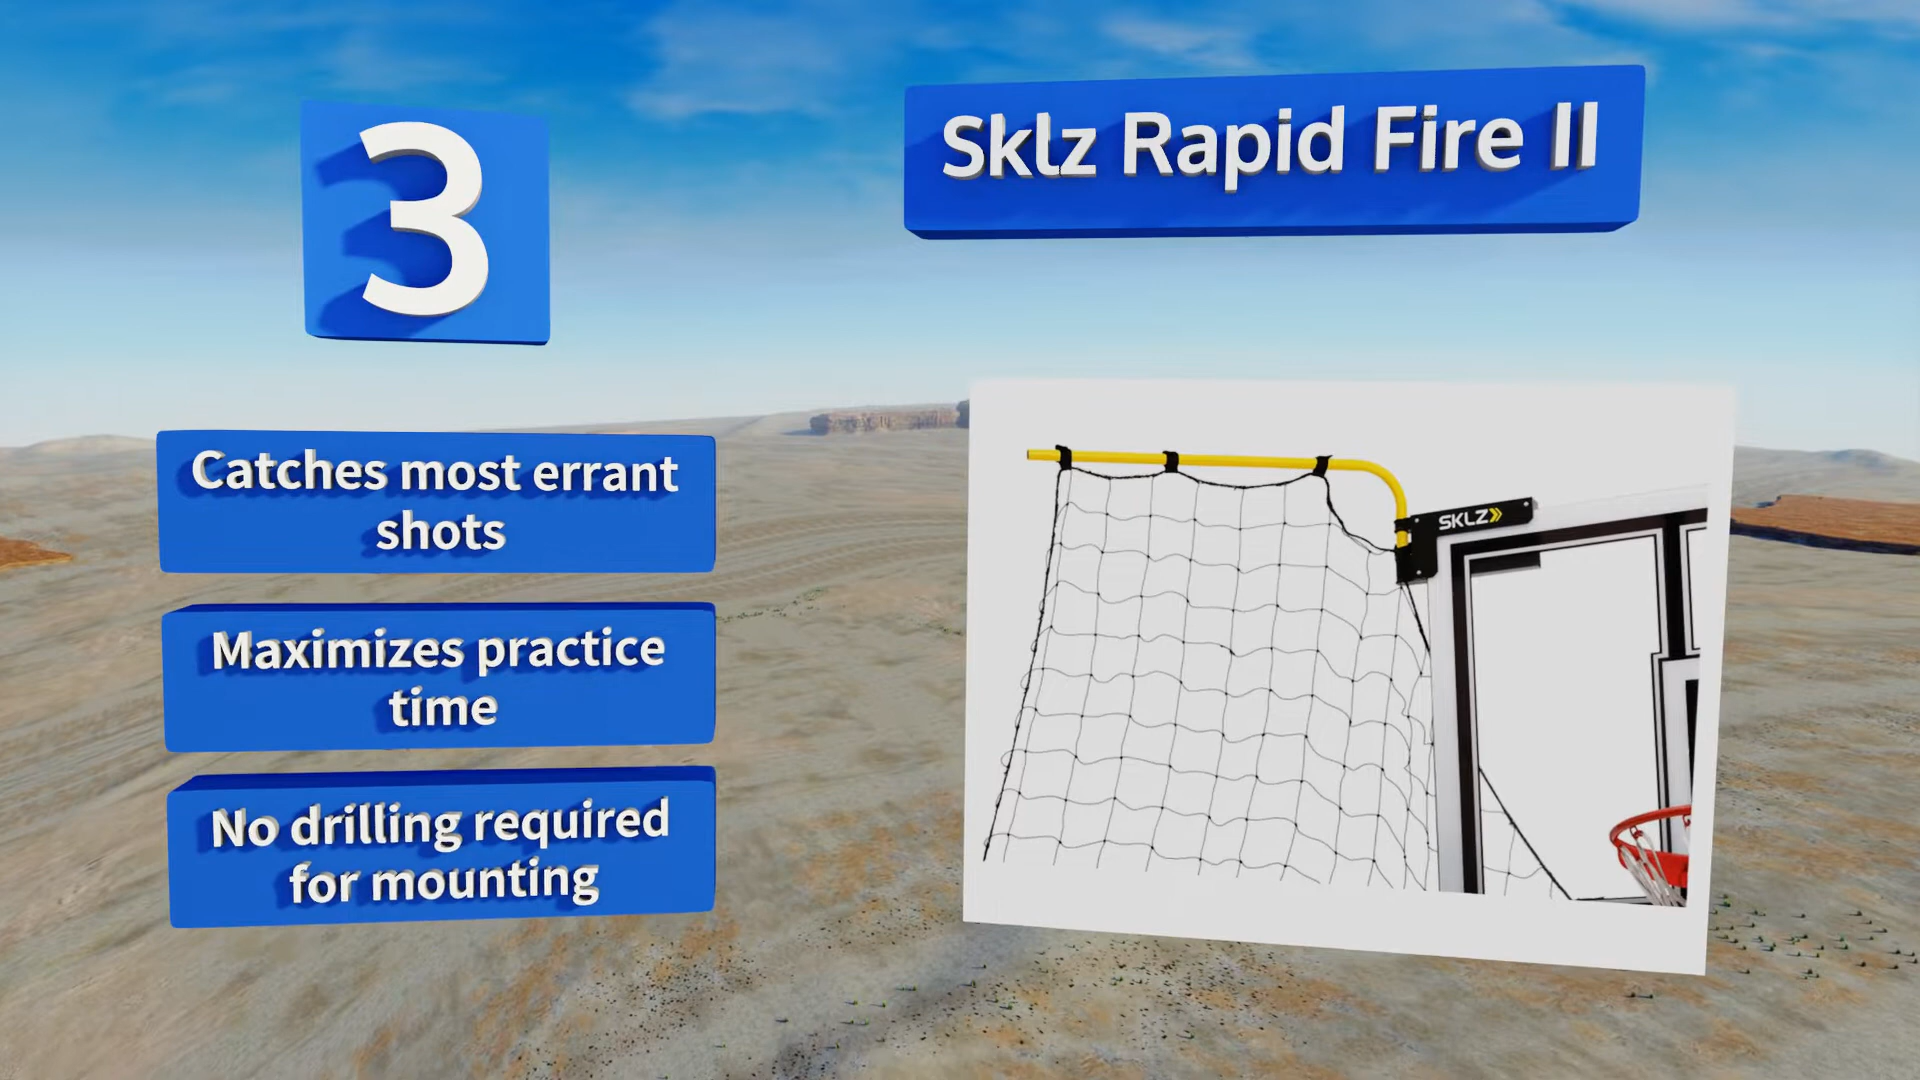 3
Sklz Rapid Fire II
Catches most errant
shots
Maximizes practice
time
No drilling required
for mounting
SKLZ